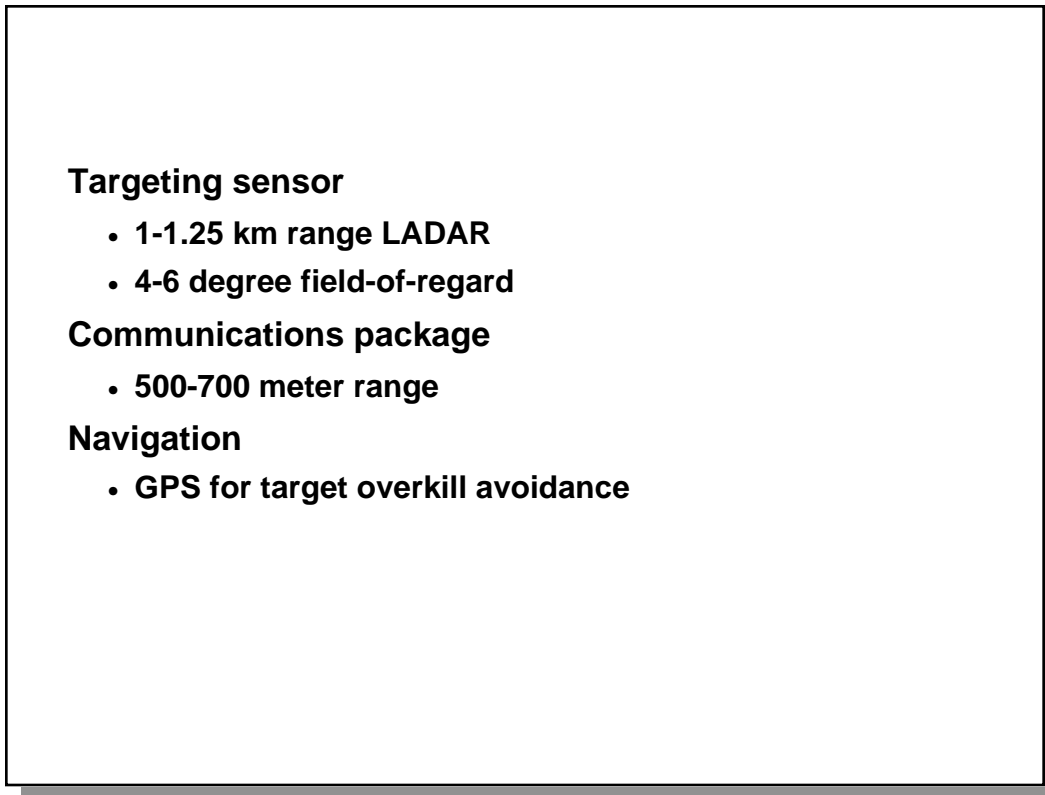 Targeting sensor
• 1-1.25 km range LADAR
• 4-6 degree field-of-regard
Communications package
• 500-700 meter range
Navigation
• GPS for target overkill avoidance